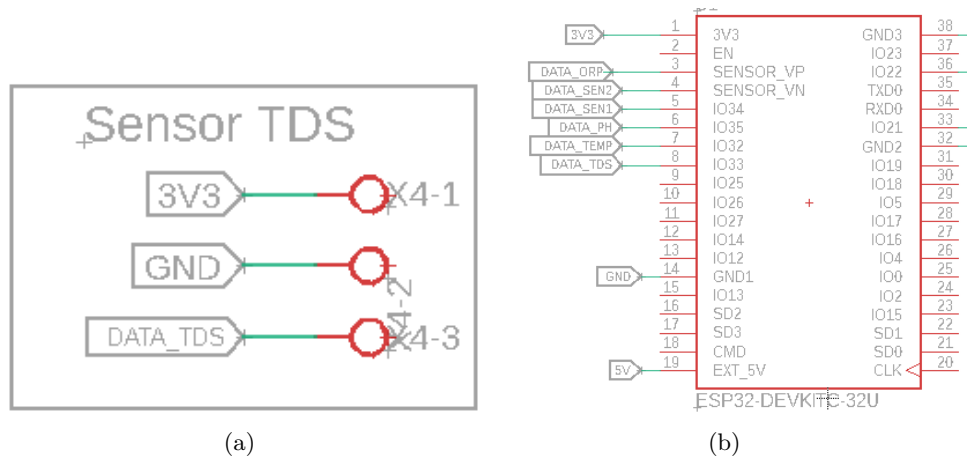 Sensor TDS
3V3 X4-1
GND X4-2
DATA_TDS X4-3
(a)
3V3 1 3V3 GND3 38
2 EN IO23 37
DATA_ORP 3 SENSOR_VP IO22 36
DATA_SEN2 4 SENSOR_VN TXD0 35
DATA_SEN1 5 IO34 RXD0 34
DATA_PH 6 IO35 IO21 33
DATA_TEMP 7 IO32 GND2 32
DATA_TDS 8 IO33 IO19 31
9 IO25 IO18 30
10 IO26 IO5 29
11 IO27 IO17 28
12 IO14 IO16 27
13 IO12 IO4 26
GND 14 GND1 IO0 25
15 IO13 IO2 24
16 SD2 IO15 23
17 SD3 SD1 22
18 CMD SD0 21
5V 19 EXT_5V CLK 20
ESP32-DEVKITC-32U
(b)